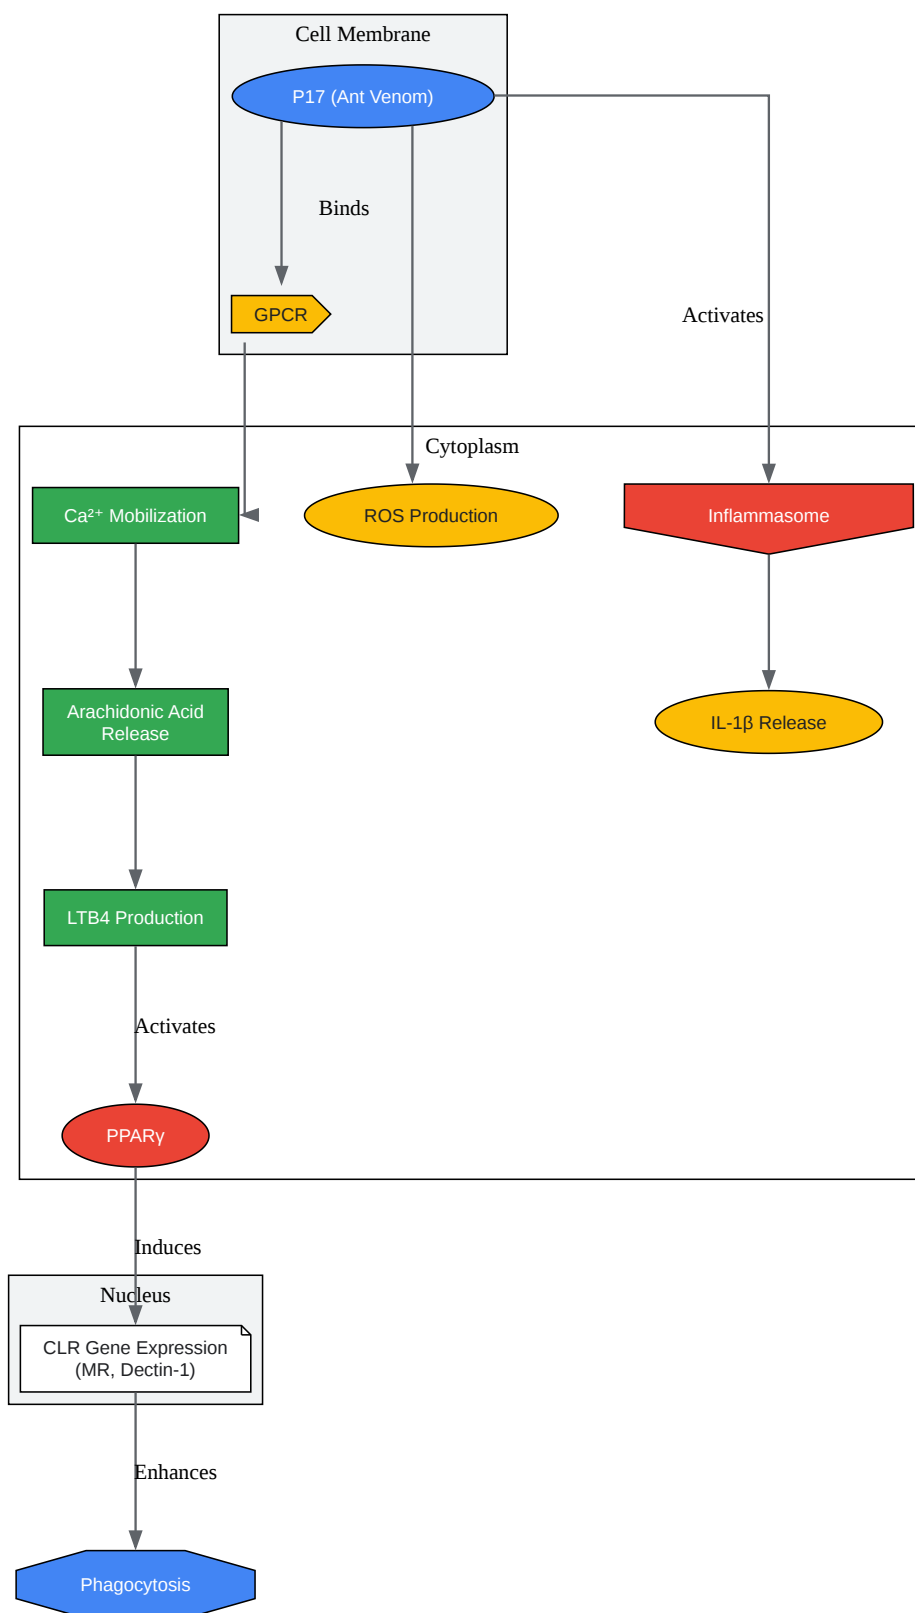 Cell Membrane
P17 (Ant Venom)
Binds
GPCR
Activates
Cytoplasm
Ca²⁺ Mobilization
ROS Production
Inflammasome
Arachidonic Acid
Release
IL-1β Release
LTB4 Production
Activates
PPARγ
Induces
Nucleus
CLR Gene Expression
(MR, Dectin-1)
Enhances
Phagocytosis